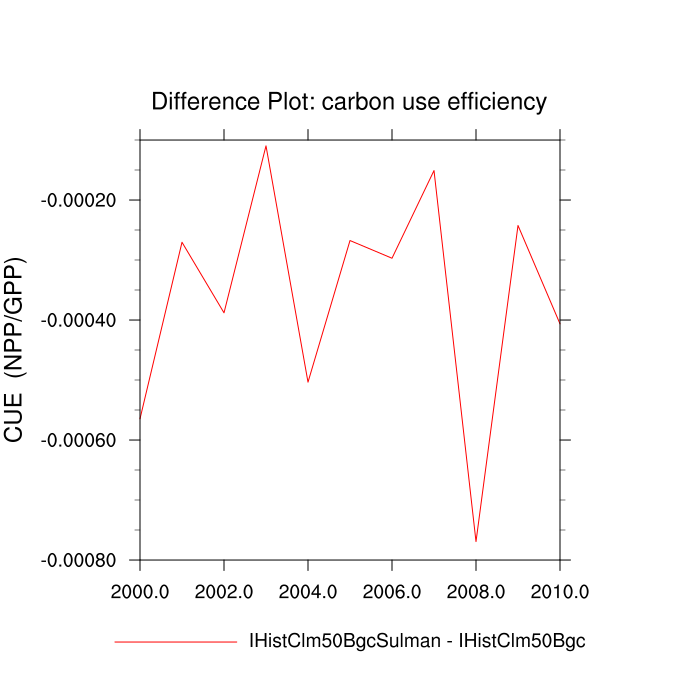 Difference Plot: carbon use efficiency
CUE (NPP/GPP)
-0.00020
-0.00040
-0.00060
-0.00080
2000.0 2002.0 2004.0 2006.0 2008.0 2010.0
IHistClm50BgcSulman - IHistClm50Bgc